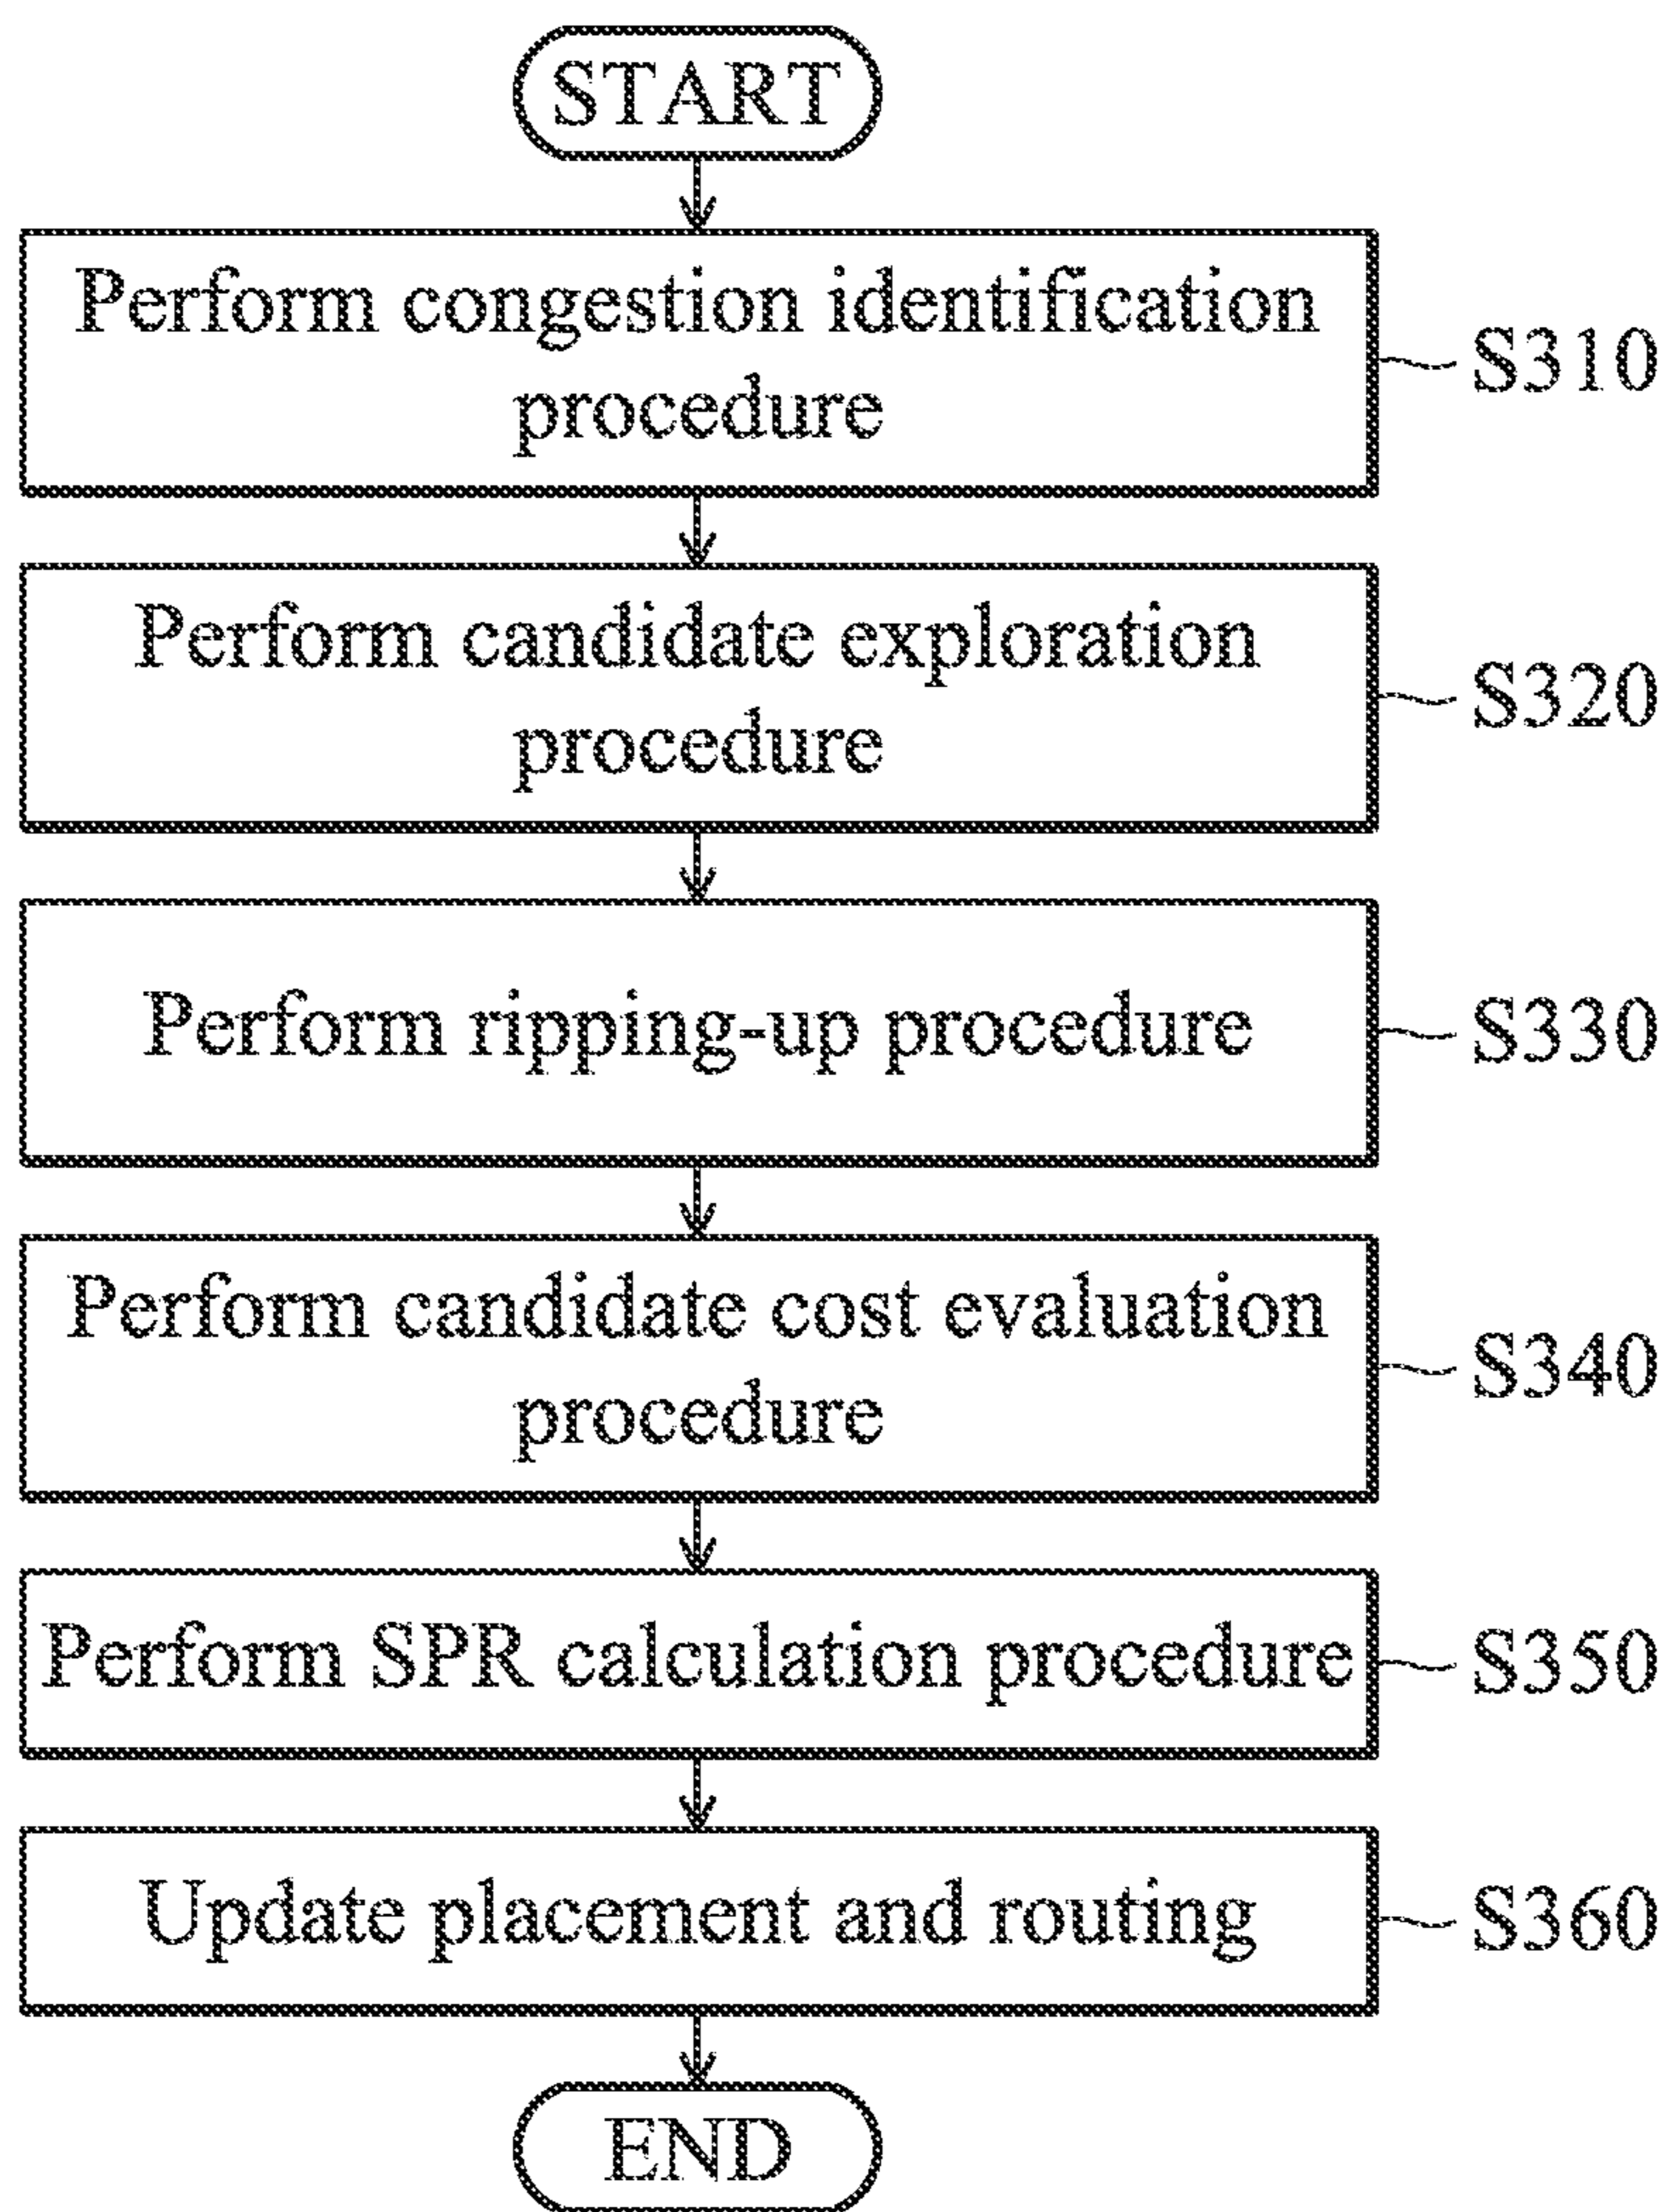 START
Perform congestion identification
procedure
S310
Perform candidate exploration
procedure
S320
Perform ripping-up procedure
S330
Perform candidate cost evaluation
procedure
S340
Perform SPR calculation procedure
S350
Update placement and routing
S360
END